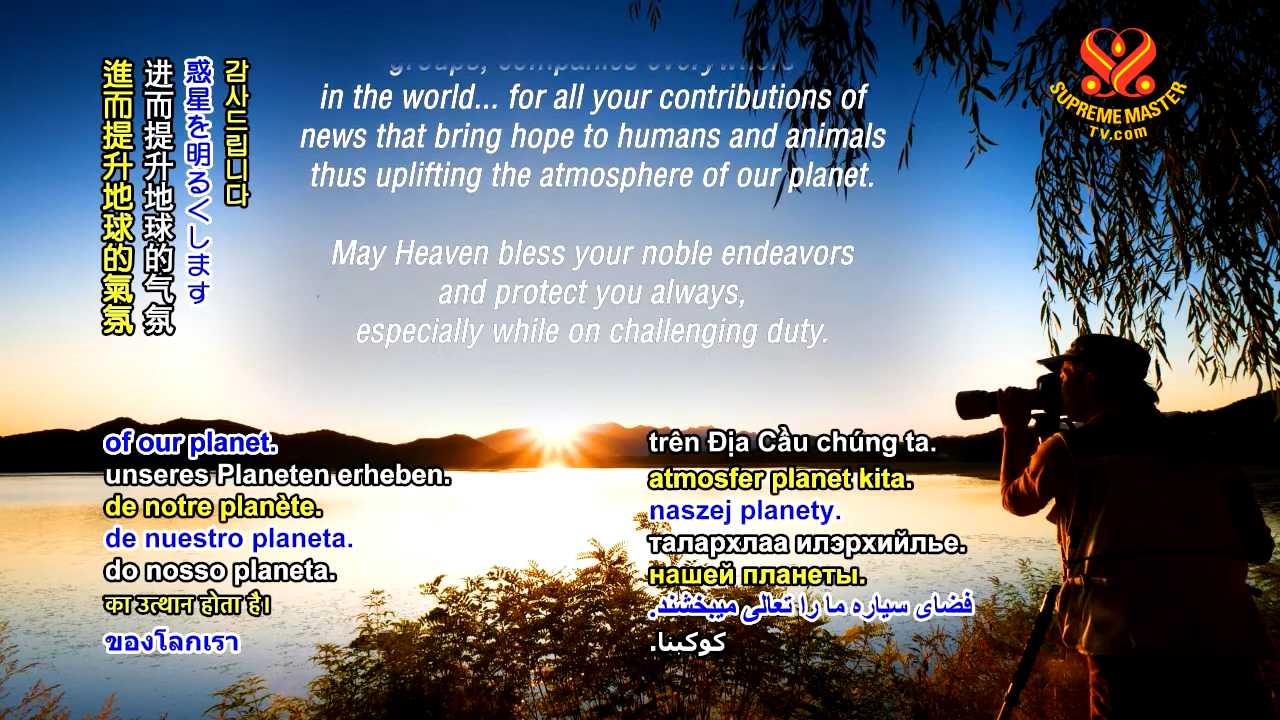 進而提升地球的氣氛
进而提升地球的气氛
惑星を明るくします
감사드립니다
groups, companies everywhere
in the world... for all your contributions of
news that bring hope to humans and animals
thus uplifting the atmosphere of our planet.
May Heaven bless your noble endeavors
and protect you always,
especially while on challenging duty.
SUPREME MASTER
TV.com
of our planet.
unseres Planeten erheben.
de notre planète.
de nuestro planeta.
do nosso planeta.
का उत्थान होता है।
ของโลกเรา
trên Địa Cầu chúng ta.
atmosfer planet kita.
naszej planety.
талархлаа илэрхийлье.
нашей планеты.
فضای سیاره ما را تعالی میبخشند.
كوكبنا.